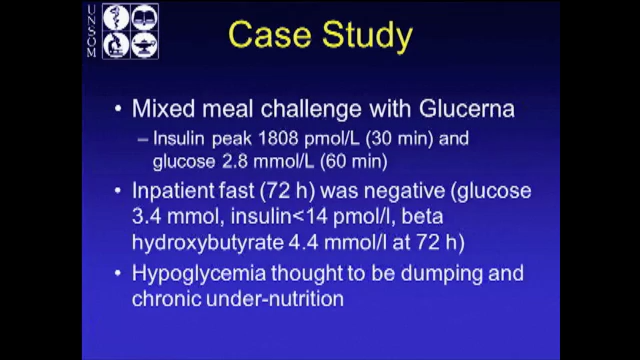 UNSOM
Case Study
• Mixed meal challenge with Glucerna
– Insulin peak 1808 pmol/L (30 min) and
glucose 2.8 mmol/L (60 min)
• Inpatient fast (72 h) was negative (glucose
3.4 mmol, insulin<14 pmol/l, beta
hydroxybutyrate 4.4 mmol/l at 72 h)
• Hypoglycemia thought to be dumping and
chronic under-nutrition